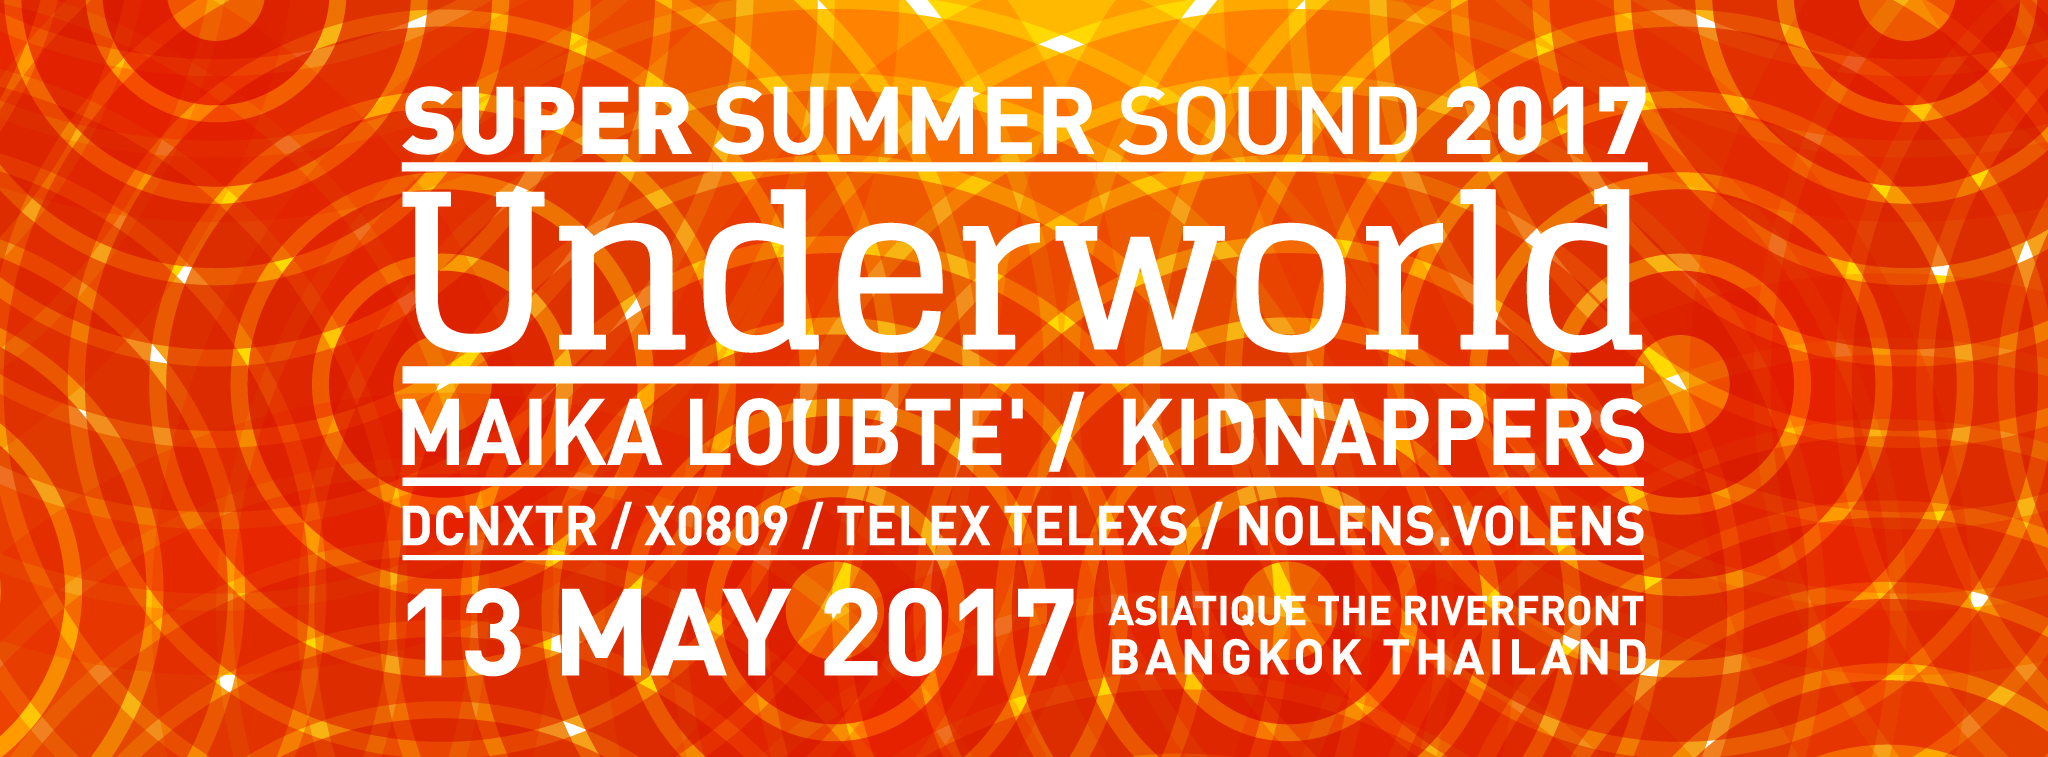 SUPER SUMMER SOUND 2017
Underworld
MAIKA LOUBTE' / KIDNAPPERS
DCNXTR / X0809 / TELEX TELEXS / NOLENS.VOLENS
13 MAY 2017
ASIATIQUE THE RIVERFRONT
BANGKOK THAILAND